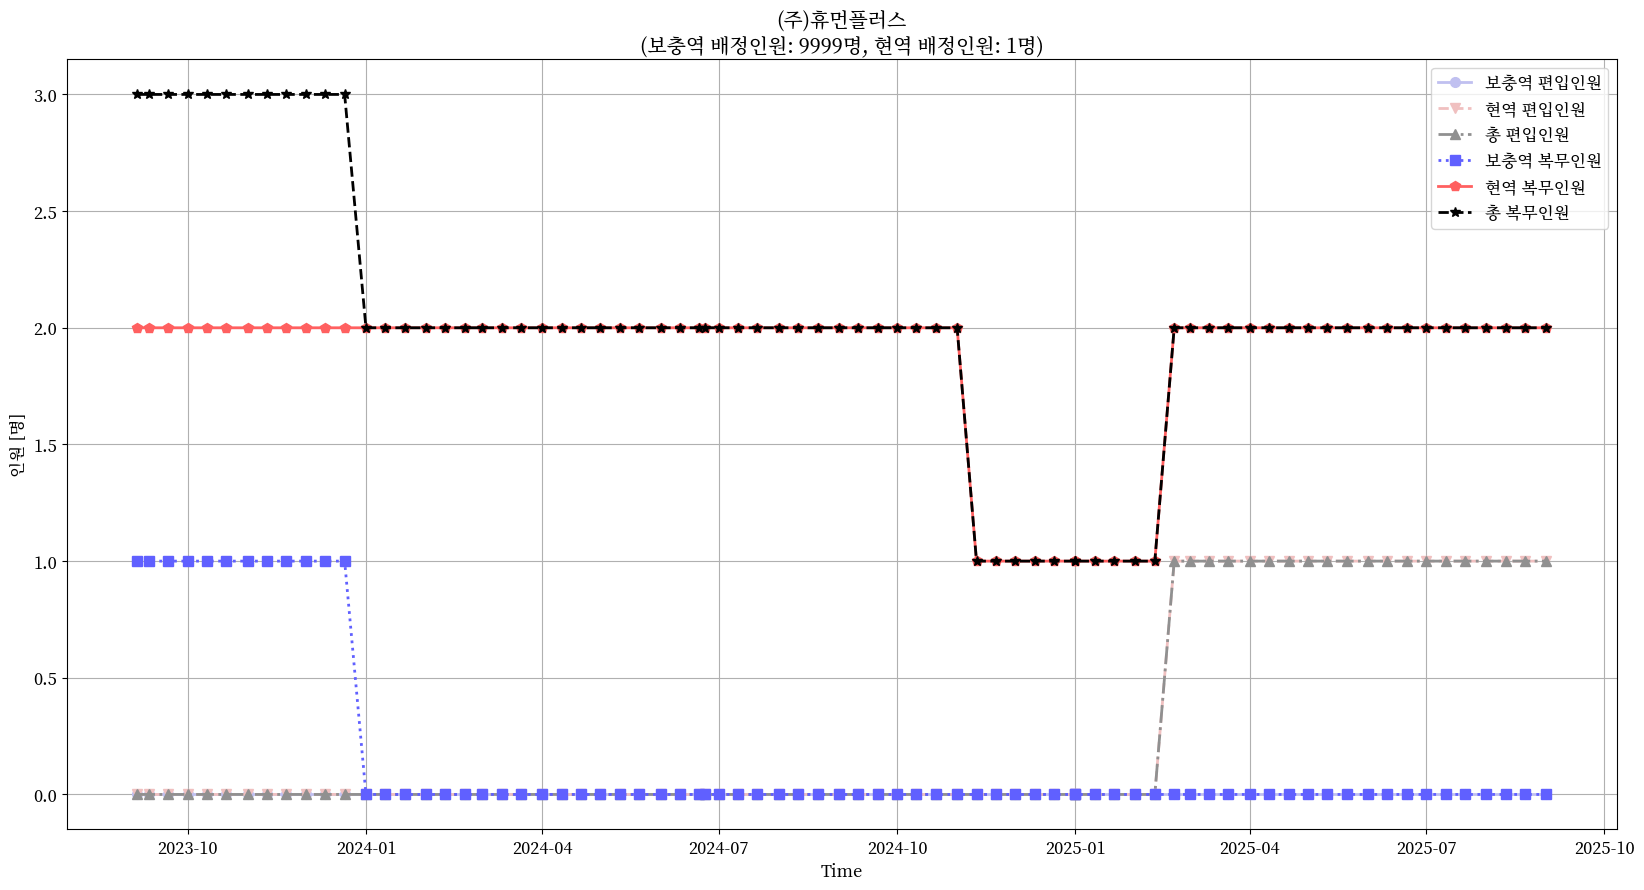 (주)휴먼플러스
(보충역 배정인원: 9999명, 현역 배정인원: 1명)
보충역 편입인원
현역 편입인원
총 편입인원
보충역 복무인원
현역 복무인원
총 복무인원
인원 [명]
3.0
2.5
2.0
1.5
1.0
0.5
0.0
2023-10
2024-01
2024-04
2024-07
2024-10
2025-01
2025-04
2025-07
2025-10
Time